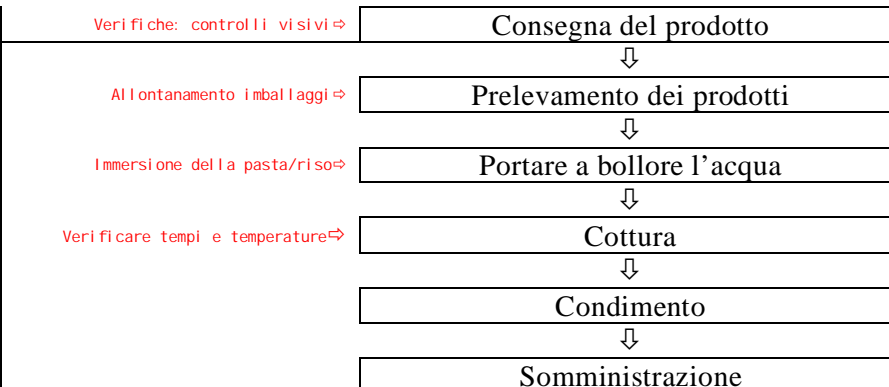 Verifiche: controlli visivi⇨ Consegna del prodotto
⇩
Allontanamento imballaggi⇨ Prelevamento dei prodotti
⇩
Immersione della pasta/riso⇨ Portare a bollore l’acqua
⇩
Verificare tempi e temperature⇨ Cottura
⇩
Condimento
⇩
Somministrazione